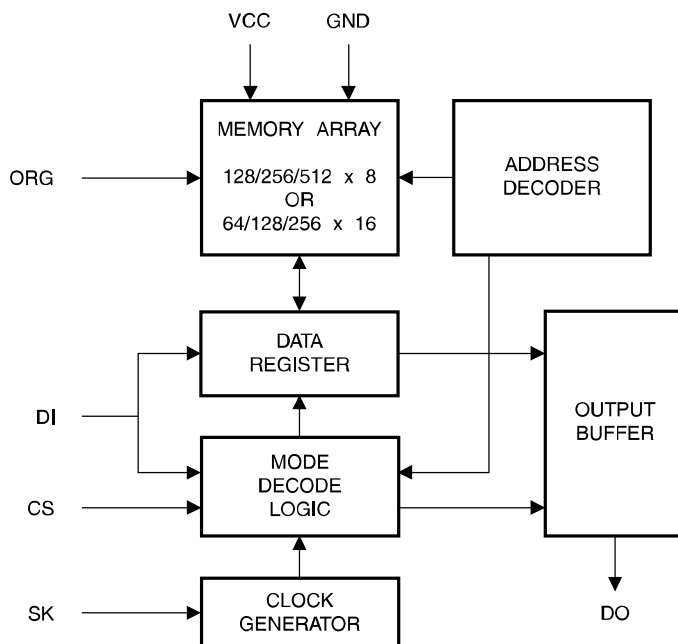 VCC
GND
MEMORY ARRAY
128/256/512 x 8
OR
64/128/256 x 16
ADDRESS
DECODER
ORG
DATA
REGISTER
DI
OUTPUT
BUFFER
MODE
DECODE
LOGIC
CS
CLOCK
GENERATOR
SK
DO